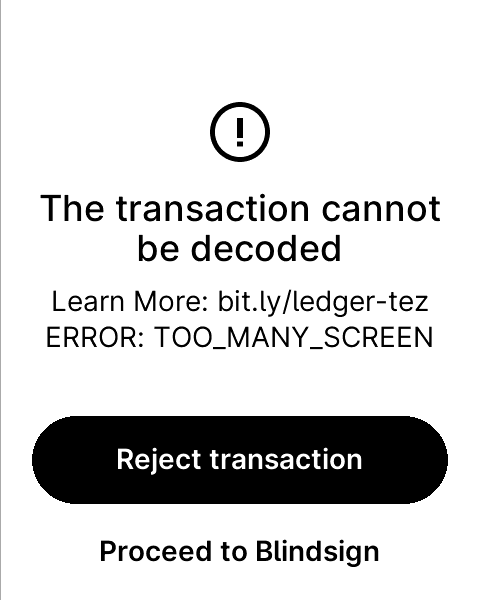 The transaction cannot
be decoded
Learn More: bit.ly/ledger-tez
ERROR: TOO_MANY_SCREEN
Reject transaction
Proceed to Blindsign